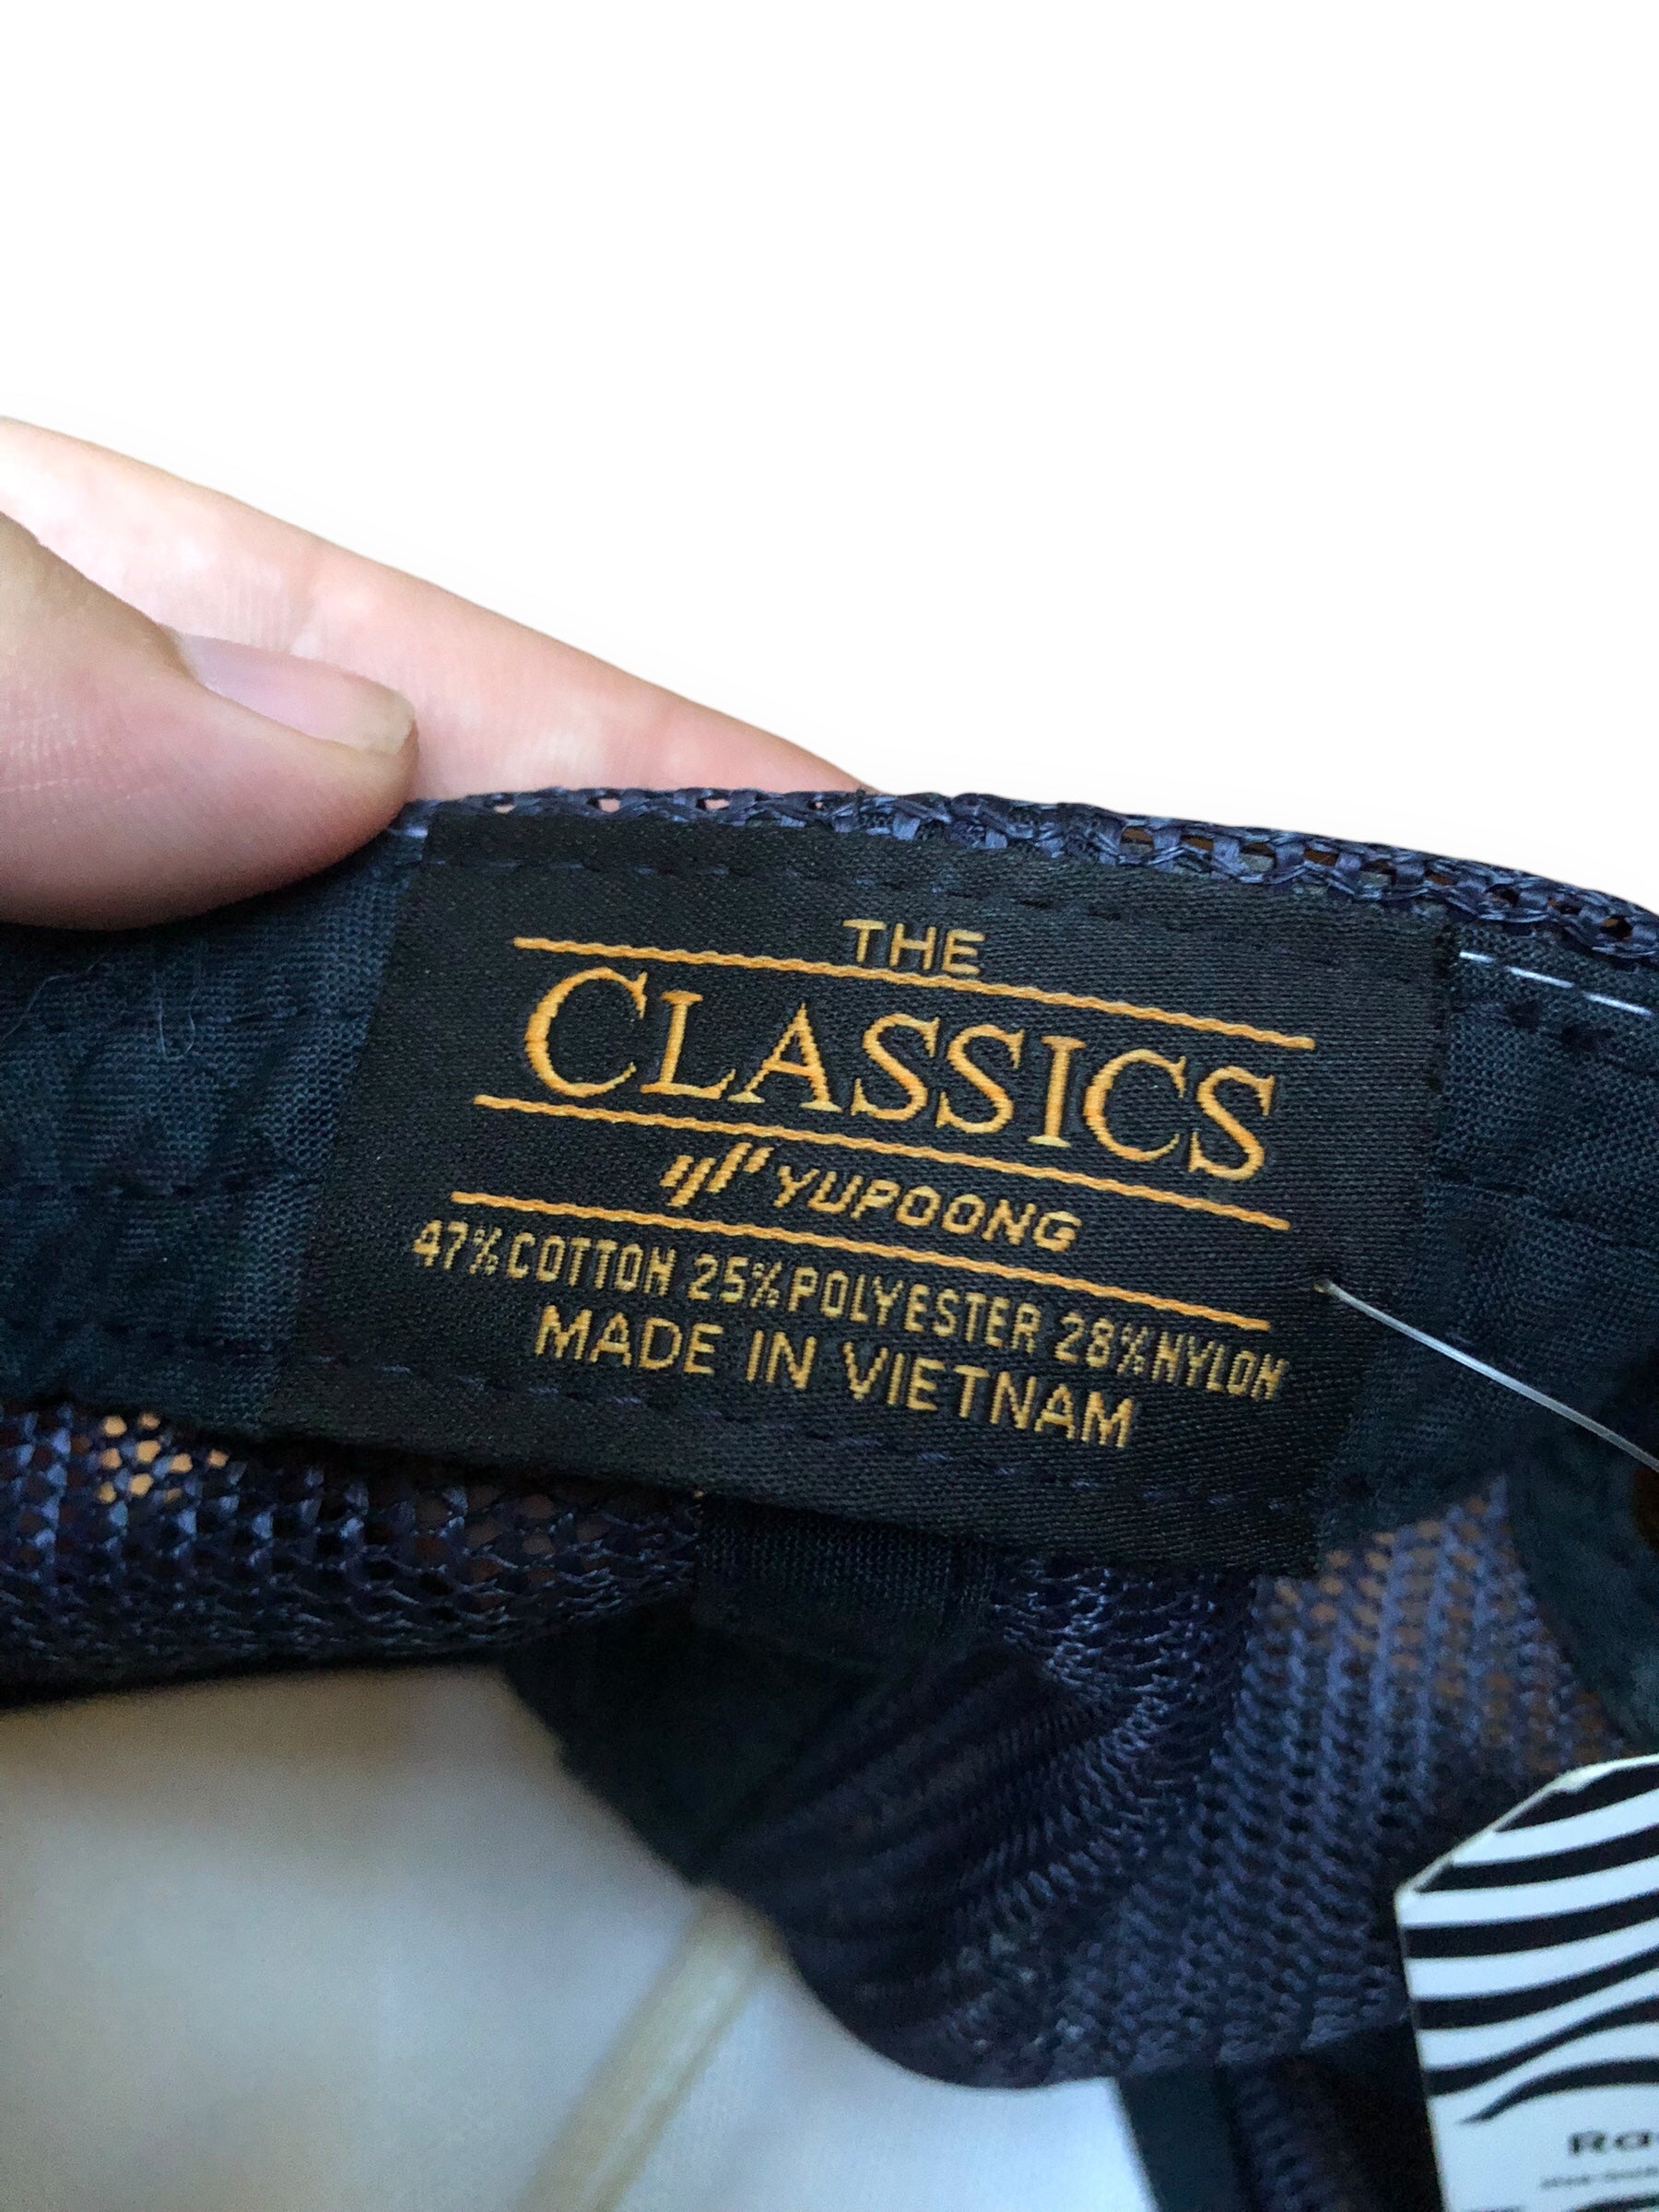 THE
CLASSICS
YUPOONG
47% COTTON 25% POLYESTER 28% NYLON
MADE IN VIETNAM